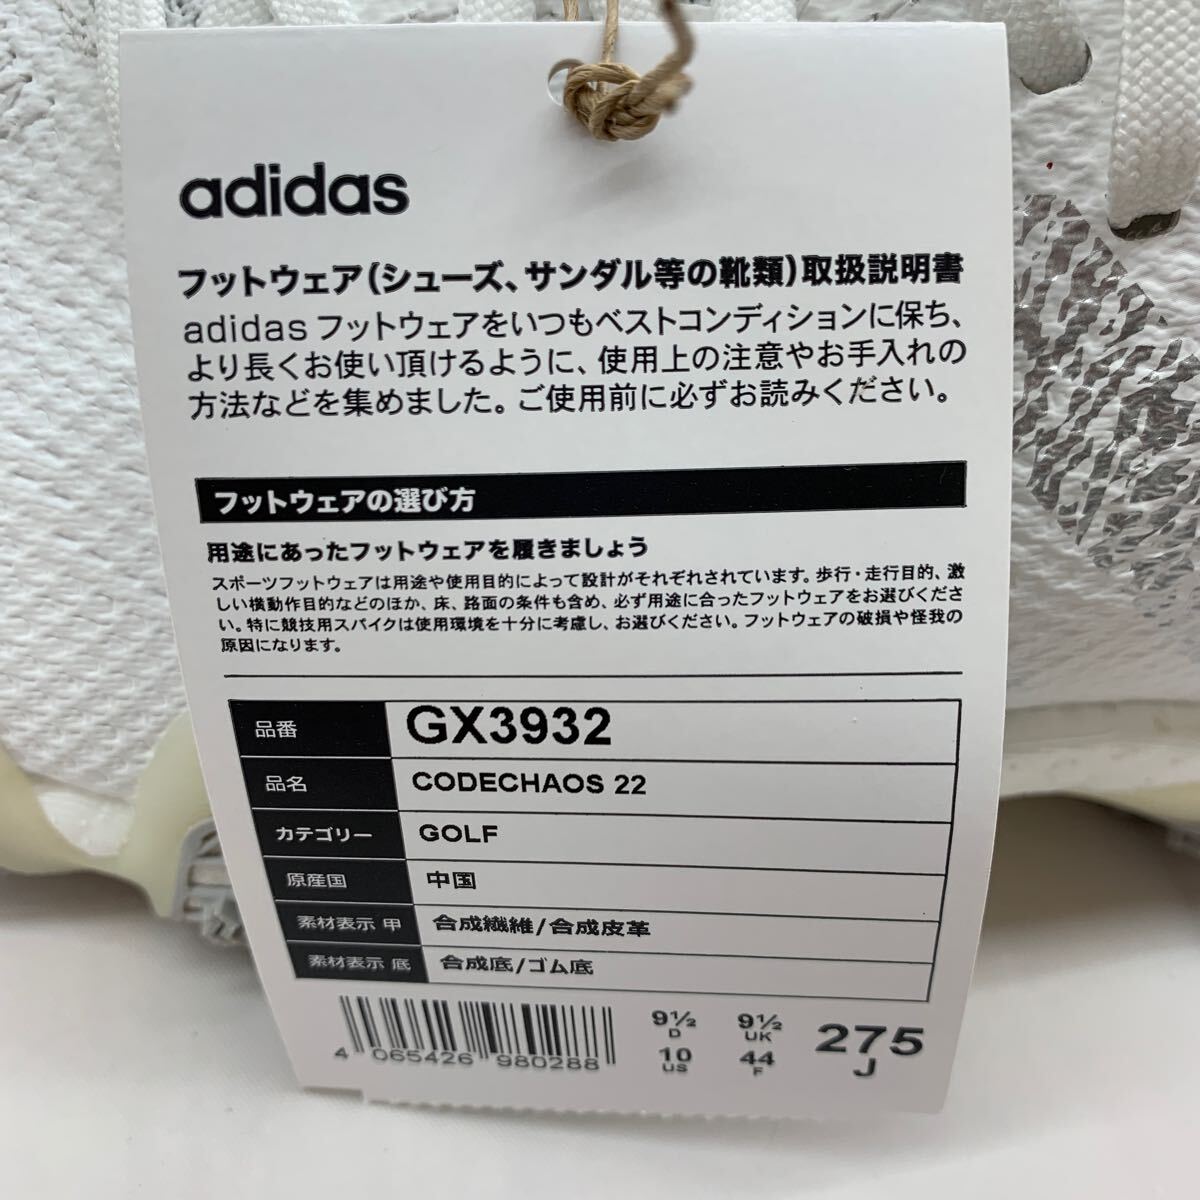 adidas
フットウェア(シューズ、サンダル等の靴類)取扱説明書
adidas フットウェアをいつもベストコンディションに保ち、
より長くお使い頂けるように、使用上の注意やお手入れの
方法などを集めました。ご使用前に必ずお読みください。
フットウェアの選び方
用途にあったフットウェアを履きましょう
スポーツフットウェアは用途や使用目的によって設計がそれぞれされています。歩行・走行目的、激
しい横動作目的などのほか、床、路面の条件も含め、必ず用途に合ったフットウェアをお選びくださ
い。特に競技用スパイクは使用環境を十分に考慮し、お選びください。フットウェアの破損や怪我の
原因になります。
品番 GX3932
品名 CODECHAOS 22
カテゴリー GOLF
原産国 中国
素材表示 甲 合成繊維/合成皮革
素材表示 底 合成底/ゴム底
4 065426 980288
9½ D 9½ UK
10 US 44 F
275 J